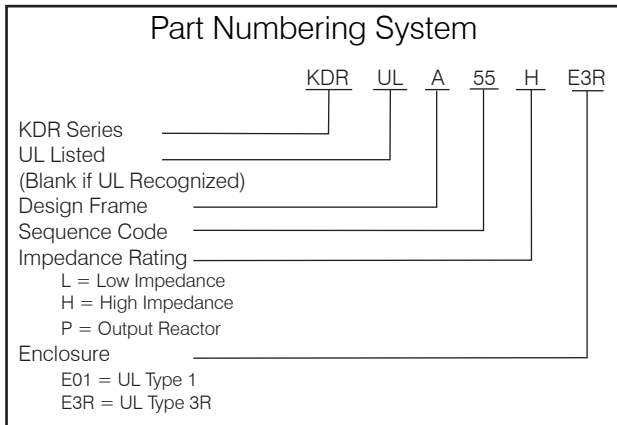 Part Numbering System
KDR UL A 55 H E3R
KDR Series
UL Listed
(Blank if UL Recognized)
Design Frame
Sequence Code
Impedance Rating
L = Low Impedance
H = High Impedance
P = Output Reactor
Enclosure
E01 = UL Type 1
E3R = UL Type 3R